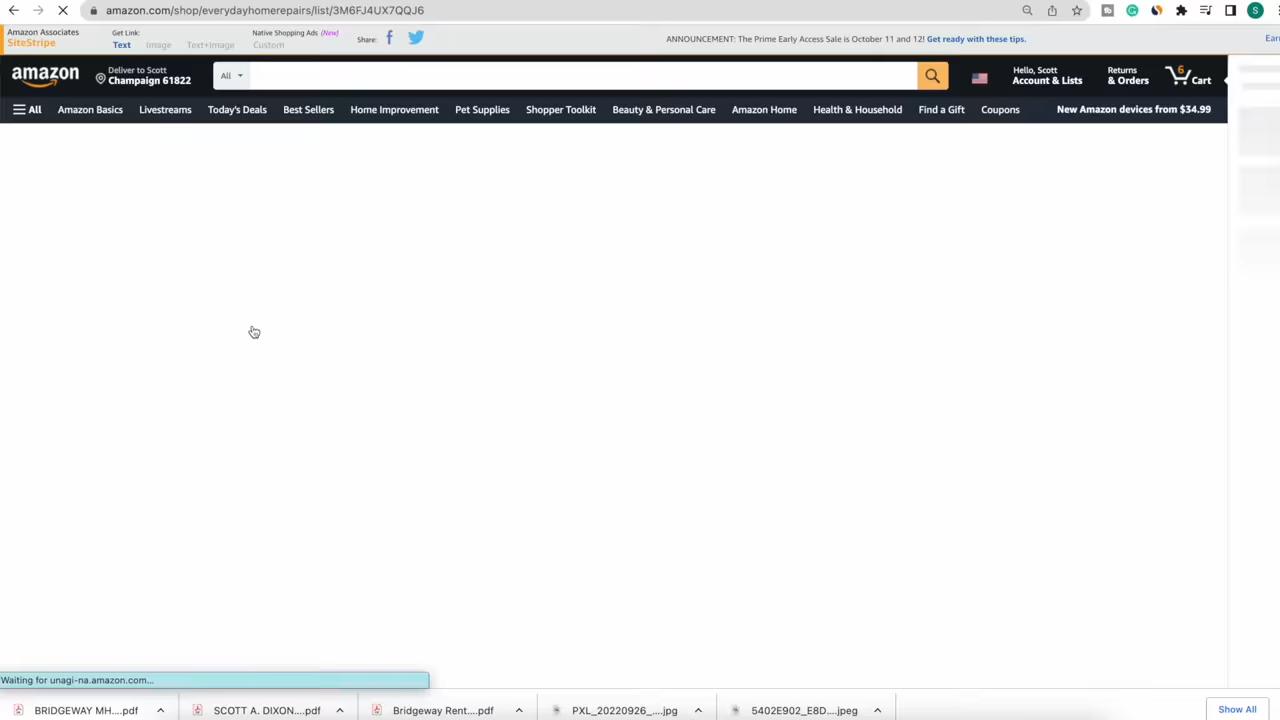 amazon.com/shop/everydayhomerepairs/list/3M6FJ4UX7QQJ6
S
Amazon Associates
SiteStripe
Get Link:
Text
Image
Text+Image
Native Shopping Ads (New)
Custom
Share:
ANNOUNCEMENT: The Prime Early Access Sale is October 11 and 12! Get ready with these tips.
Earn
amazon
Deliver to Scott
Champaign 61822
All
Hello, Scott
Account & Lists
Returns
& Orders
6
Cart
All
Amazon Basics
Livestreams
Today's Deals
Best Sellers
Home Improvement
Pet Supplies
Shopper Toolkit
Beauty & Personal Care
Amazon Home
Health & Household
Find a Gift
Coupons
New Amazon devices from $34.99
Waiting for unagi-na.amazon.com...
BRIDGEWAY MH....pdf
SCOTT A. DIXON....pdf
Bridgeway Rent....pdf
PXL_20220926_....jpg
5402E902_E8D....jpeg
Show All